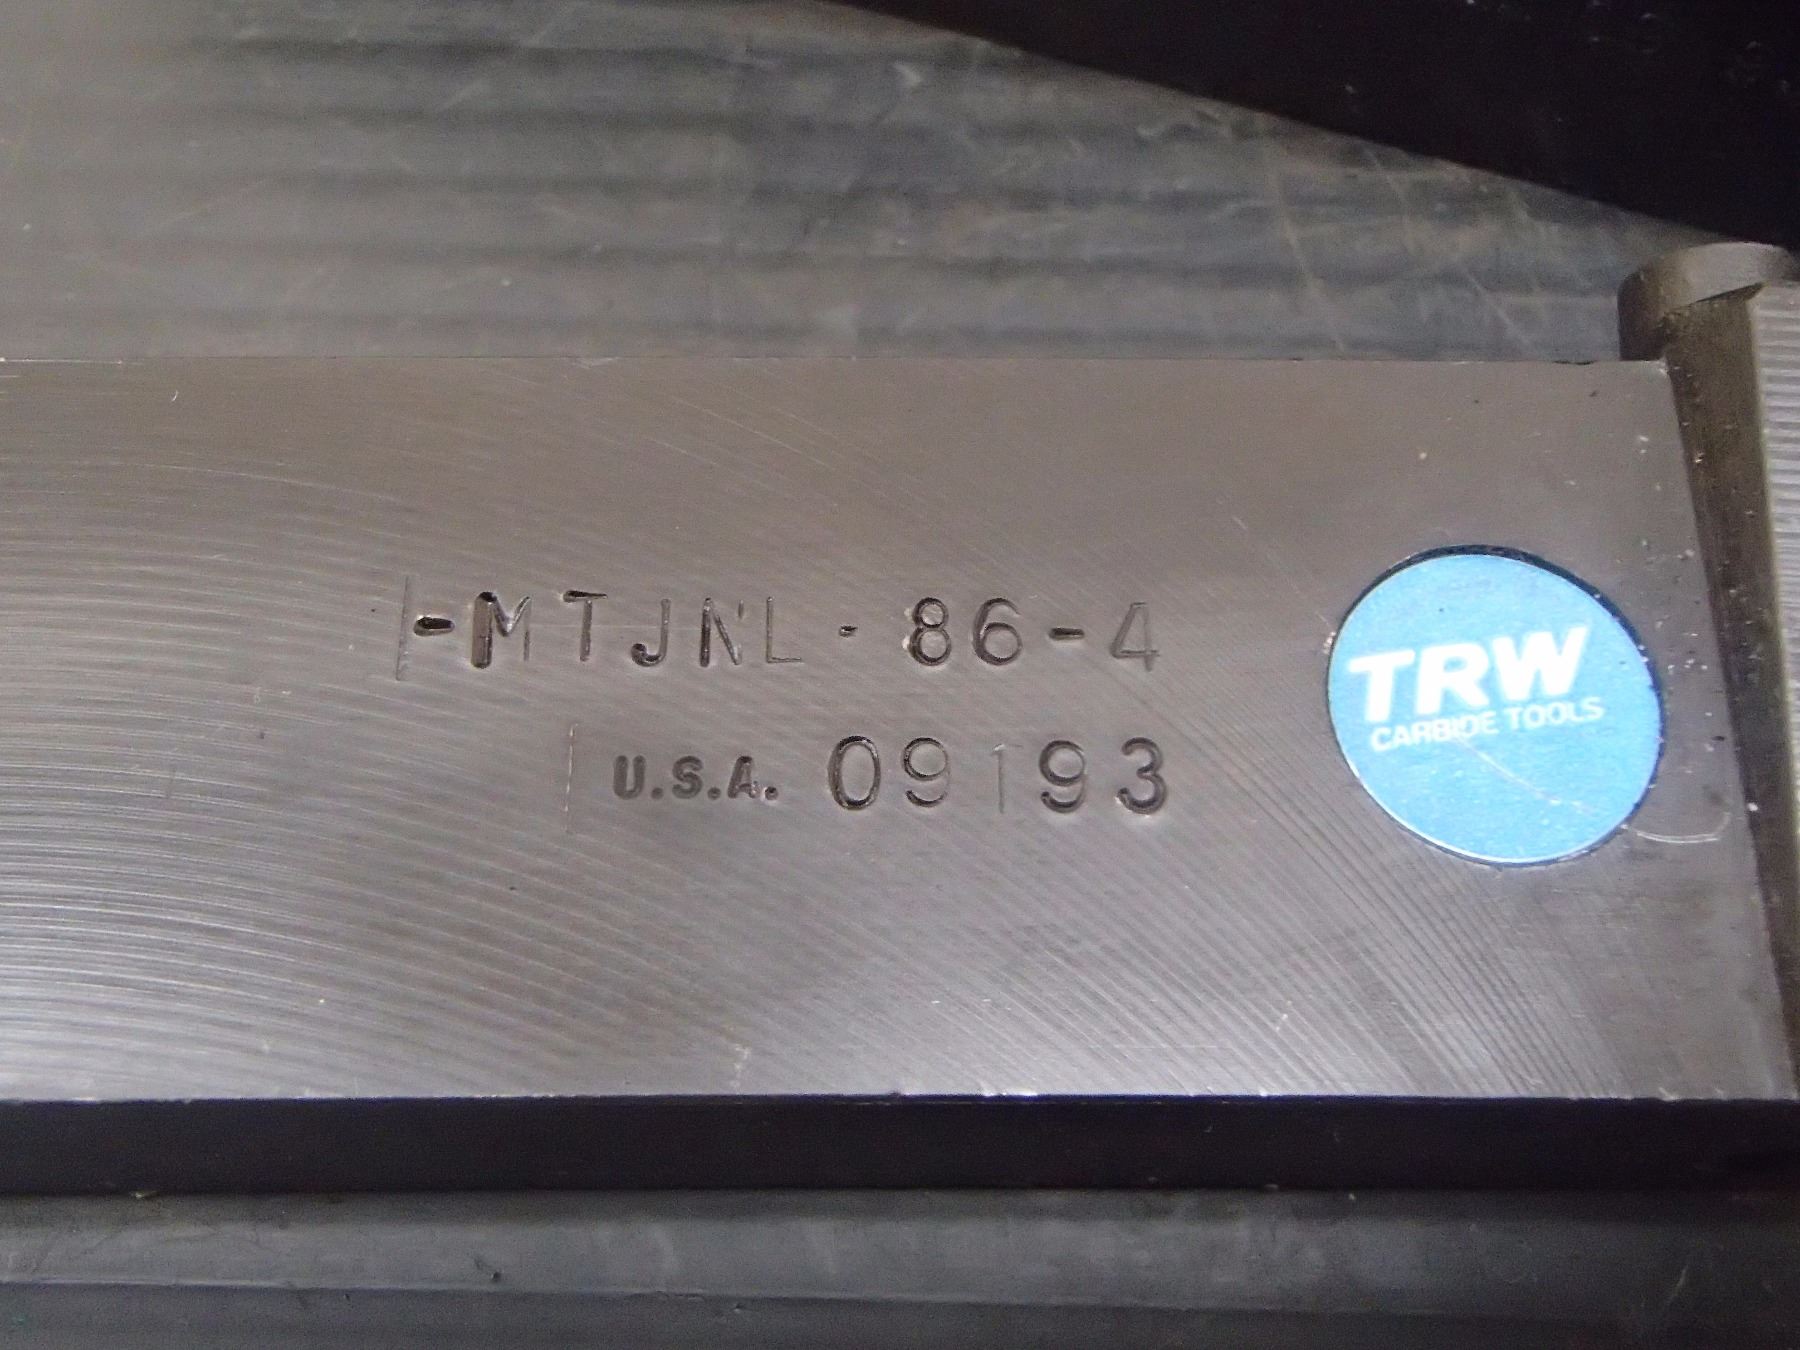 -MTJNL-86-4
U.S.A. 09193
TRW
CARBIDE TOOLS